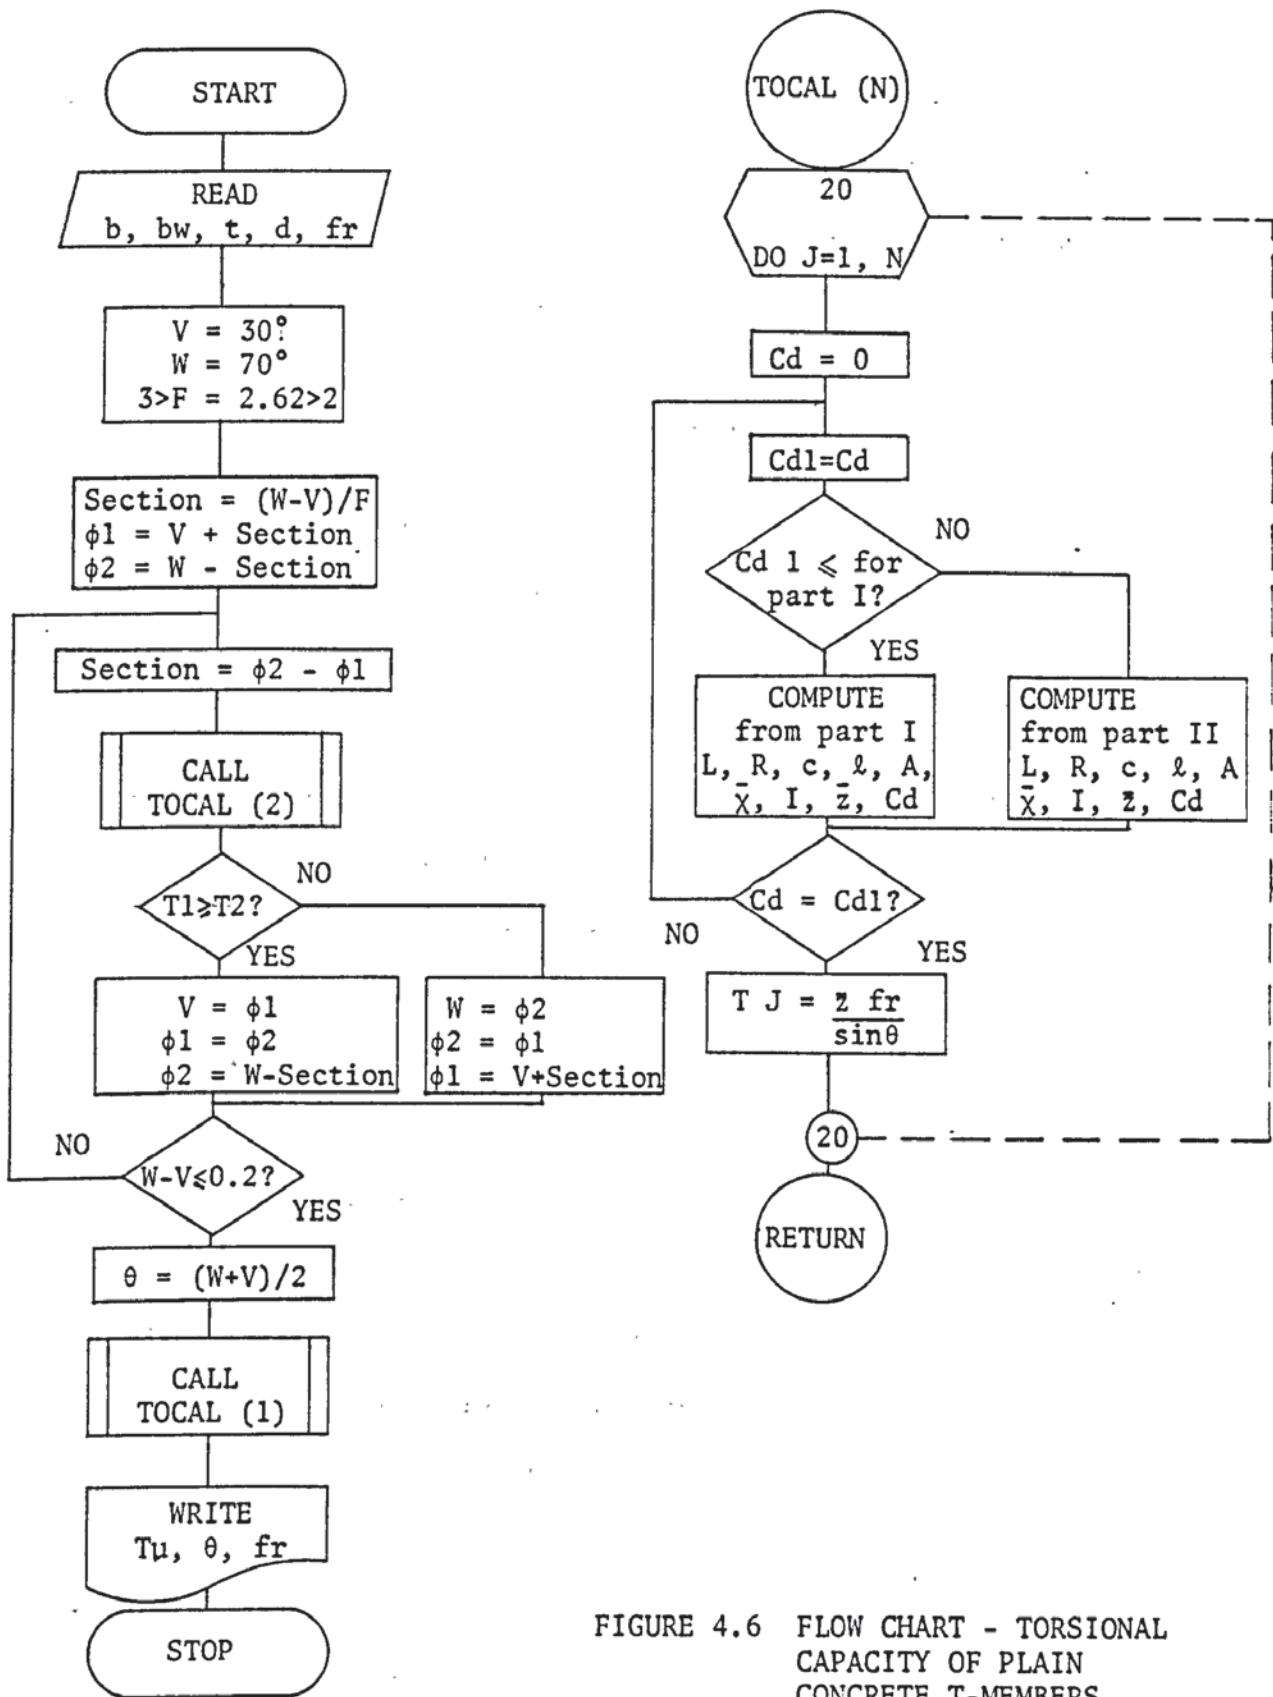 START
READ
b, bw, t, d, fr
V = 30°
W = 70°
3>F = 2.62>2
Section = (W-V)/F
ϕ1 = V + Section
ϕ2 = W - Section
Section = ϕ2 - ϕ1
CALL
TOCAL (2)
T1⩾T2?
NO
YES
V = ϕ1
ϕ1 = ϕ2
ϕ2 = W-Section
W = ϕ2
ϕ2 = ϕ1
ϕ1 = V+Section
W-V⩽0.2?
NO
YES
θ = (W+V)/2
CALL
TOCAL (1)
WRITE
Tμ, θ, fr
STOP
TOCAL (N)
20
DO J=1, N
Cd = 0
Cd1=Cd
Cd 1 ⩽ for
part I?
NO
YES
COMPUTE
from part I
L, R, c, ℓ, A,
x̄, I, z̄, Cd
COMPUTE
from part II
L, R, c, ℓ, A
x̄, I, z̄, Cd
Cd = Cd1?
NO
YES
T J = z fr
sinθ
20
RETURN
FIGURE 4.6 FLOW CHART - TORSIONAL
CAPACITY OF PLAIN
CONCRETE T-MEMBERS